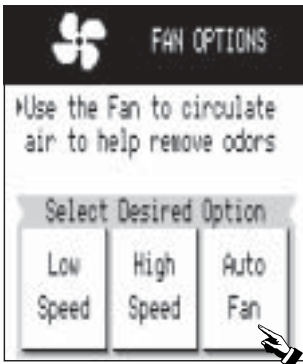 FAN OPTIONS
Use the Fan to circulate
air to help remove odors
Select Desired Option
Low
Speed
High
Speed
Auto
Fan